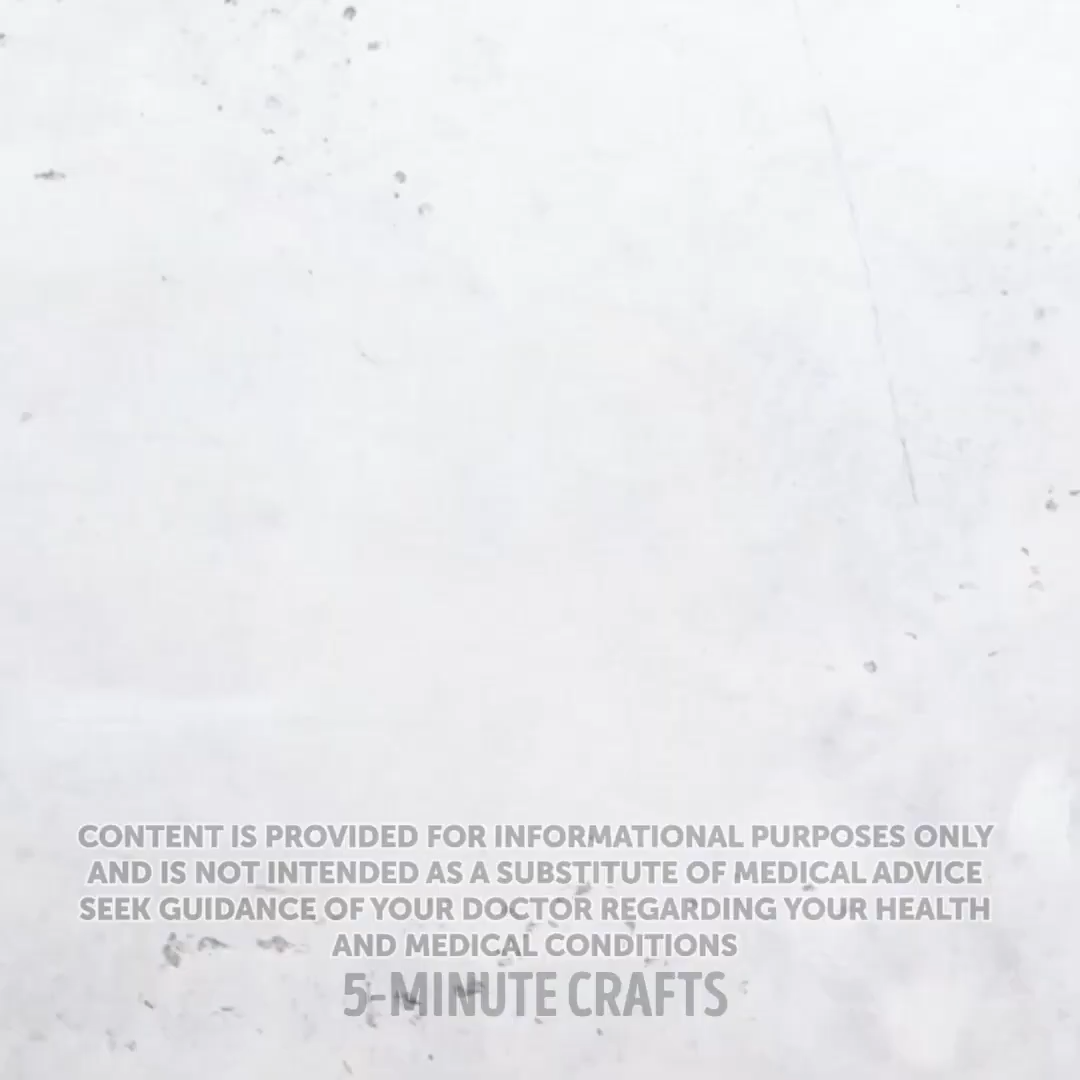 CONTENT IS PROVIDED FOR INFORMATIONAL PURPOSES ONLY
AND IS NOT INTENDED AS A SUBSTITUTE OF MEDICAL ADVICE
SEEK GUIDANCE OF YOUR DOCTOR REGARDING YOUR HEALTH
AND MEDICAL CONDITIONS
5-MINUTE CRAFTS